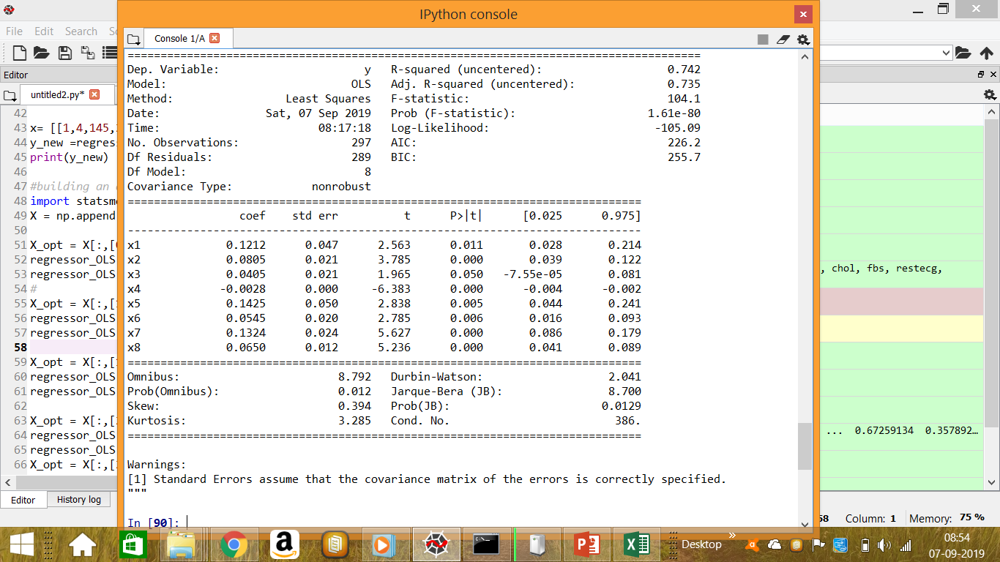 IPython console
File Edit Search
Console 1/A
Editor
untitled2.py*
==============================================================================
Dep. Variable: y R-squared (uncentered): 0.742
Model: OLS Adj. R-squared (uncentered): 0.735
Method: Least Squares F-statistic: 104.1
Date: Sat, 07 Sep 2019 Prob (F-statistic): 1.61e-80
Time: 08:17:18 Log-Likelihood: -105.09
No. Observations: 297 AIC: 226.2
Df Residuals: 289 BIC: 255.7
Df Model: 8
Covariance Type: nonrobust
==============================================================================
coef std err t P>|t| [0.025 0.975]
------------------------------------------------------------------------------
x1 0.1212 0.047 2.563 0.011 0.028 0.214
x2 0.0805 0.021 3.785 0.000 0.039 0.122
x3 0.0405 0.021 1.965 0.050 -7.55e-05 0.081
x4 -0.0028 0.000 -6.383 0.000 -0.004 -0.002
x5 0.1425 0.050 2.838 0.005 0.044 0.241
x6 0.0545 0.020 2.785 0.006 0.016 0.093
x7 0.1324 0.024 5.627 0.000 0.086 0.179
x8 0.0650 0.012 5.236 0.000 0.041 0.089
==============================================================================
Omnibus: 8.792 Durbin-Watson: 2.041
Prob(Omnibus): 0.012 Jarque-Bera (JB): 8.700
Skew: 0.394 Prob(JB): 0.0129
Kurtosis: 3.285 Cond. No. 386.
==============================================================================
Warnings:
[1] Standard Errors assume that the covariance matrix of the errors is correctly specified.
"""
In [90]:
42
43 x= [[1,4,145,
44 y_new =regress
45 print(y_new)
46
47 #building an
48 import statsm
49 X = np.append
50
51 X_opt = X[:,[
52 regressor_OLS
53 regressor_OLS
54 #
55 X_opt = X[:,[
56 regressor_OLS
57 regressor_OLS
58
59 X_opt = X[:,[
60 regressor_OLS
61 regressor_OLS
62
63 X_opt = X[:,[
64 regressor_OLS
65 regressor_OLS
66 X_opt = X[:,[
, chol, fbs, restecg,
... 0.67259134 0.357892…
Editor History log
58 Column: 1 Memory: 75 %
Desktop »
08:54
07-09-2019